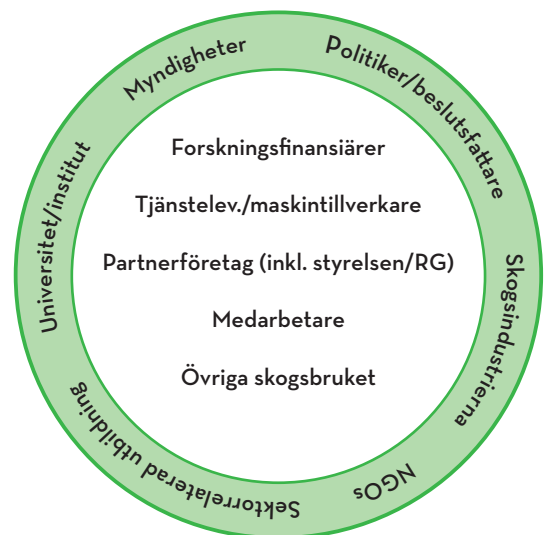 Myndigheter
Politiker/beslutsfattare
Skogsindustrierna
NGOs
Sektorrelaterad utbildning
Universitet/institut
Forskningsfinansiärer
Tjänstelev./maskintillverkare
Partnerföretag (inkl. styrelsen/RG)
Medarbetare
Övriga skogsbruket